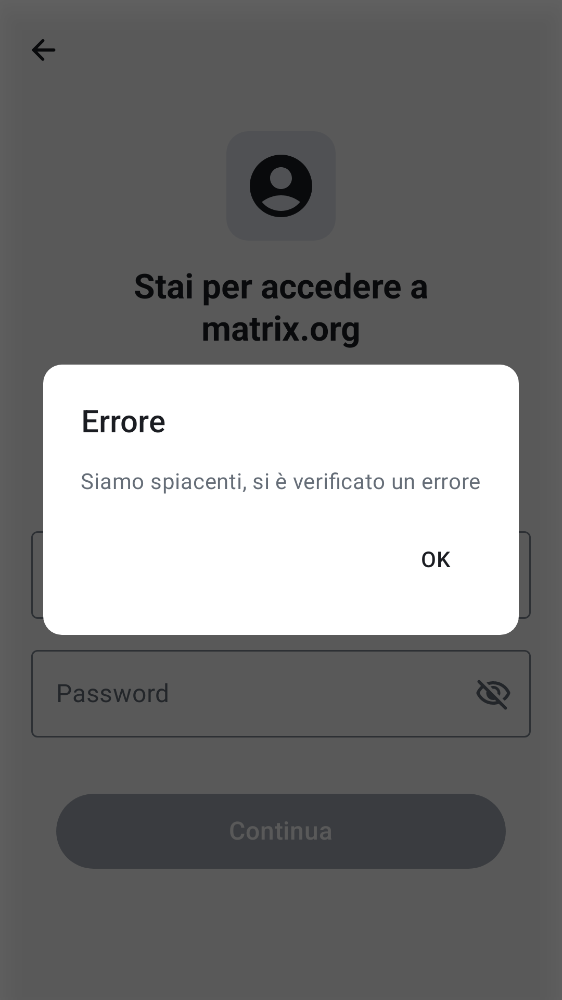 Stai per accedere a
matrix.org
Errore
Siamo spiacenti, si è verificato un errore
OK
Password
Continua